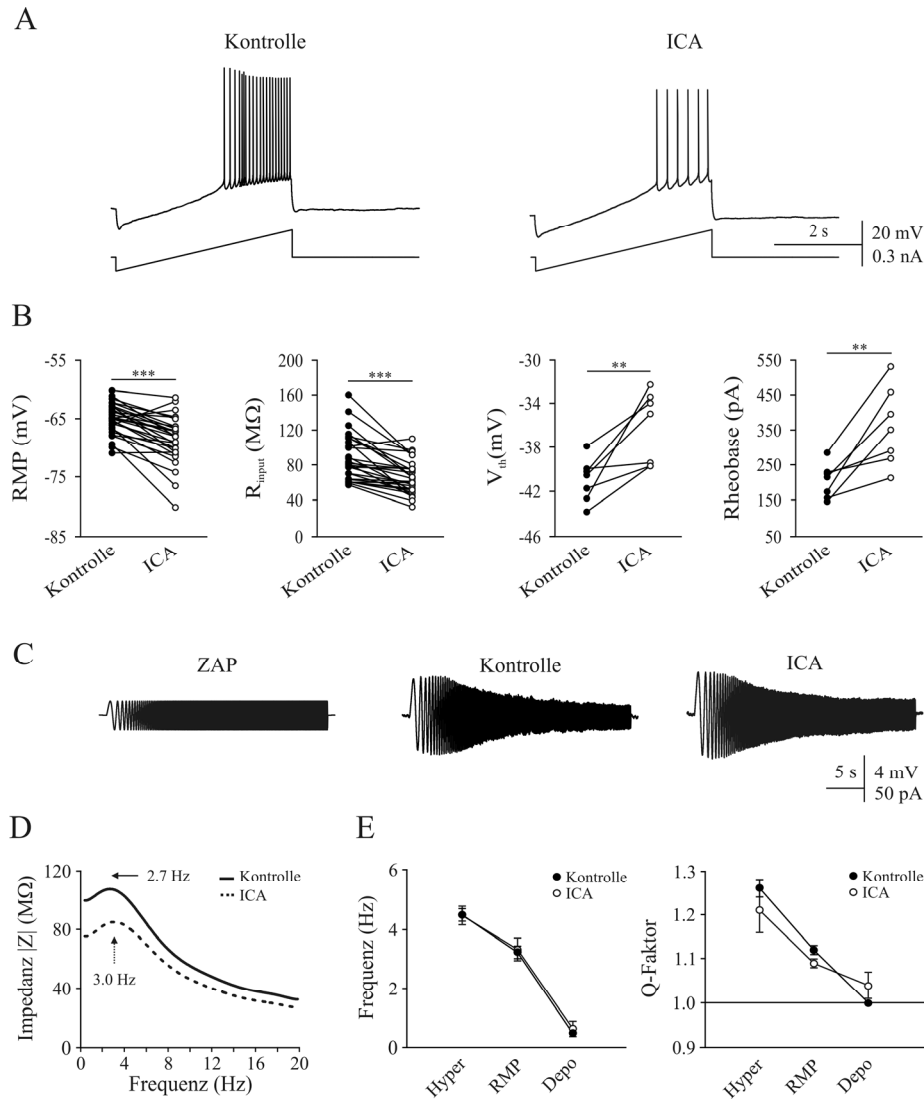 A
Kontrolle
ICA
2 s
20 mV
0.3 nA
B
RMP (mV)
-55
-65
-75
-85
***
Kontrolle
ICA
R input (MΩ)
200
160
120
80
40
0
***
Kontrolle
ICA
V th (mV)
-30
-34
-38
-42
-46
**
Kontrolle
ICA
Rheobase (pA)
550
450
350
250
150
50
**
Kontrolle
ICA
C
ZAP
Kontrolle
ICA
5 s
4 mV
50 pA
D
Impedanz |Z| (MΩ)
120
80
40
0
2.7 Hz
3.0 Hz
Kontrolle
ICA
0 4 8 12 16 20
Frequenz (Hz)
E
Frequenz (Hz)
6
4
2
0
Kontrolle
ICA
Hyper
RMP
Depo
Q-Faktor
1.3
1.2
1.1
1.0
0.9
Kontrolle
ICA
Hyper
RMP
Depo